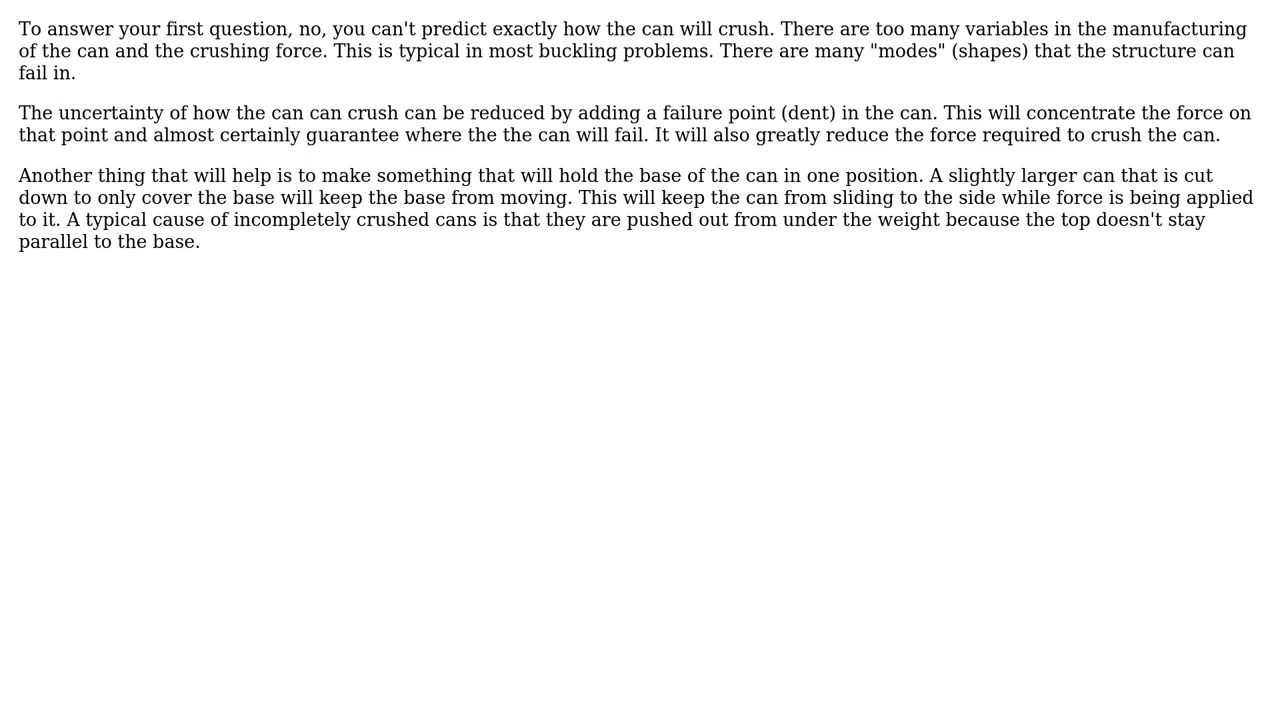 To answer your first question, no, you can't predict exactly how the can will crush. There are too many variables in the manufacturing
of the can and the crushing force. This is typical in most buckling problems. There are many "modes" (shapes) that the structure can
fail in.
The uncertainty of how the can can crush can be reduced by adding a failure point (dent) in the can. This will concentrate the force on
that point and almost certainly guarantee where the the can will fail. It will also greatly reduce the force required to crush the can.
Another thing that will help is to make something that will hold the base of the can in one position. A slightly larger can that is cut
down to only cover the base will keep the base from moving. This will keep the can from sliding to the side while force is being applied
to it. A typical cause of incompletely crushed cans is that they are pushed out from under the weight because the top doesn't stay
parallel to the base.